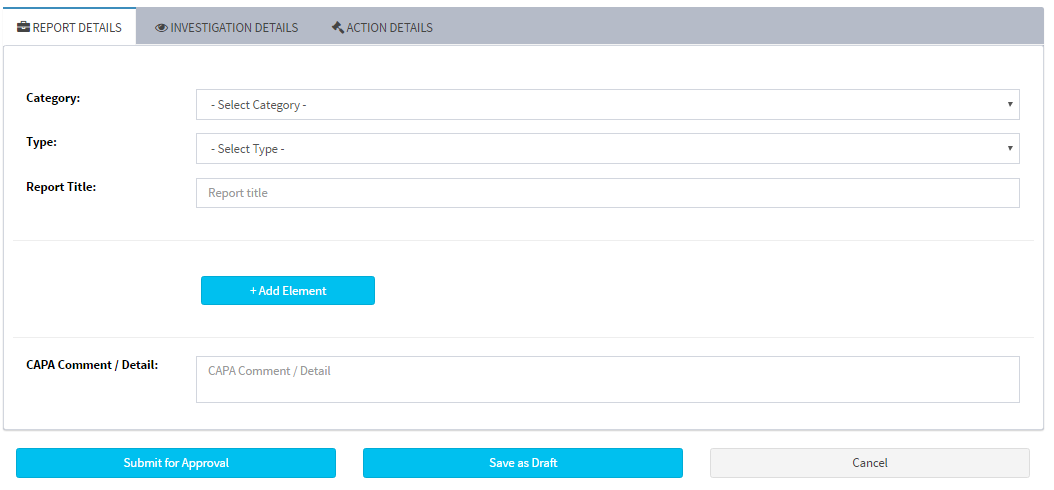 REPORT DETAILS INVESTIGATION DETAILS ACTION DETAILS
Category: - Select Category -
Type: - Select Type -
Report Title: Report title
+ Add Element
CAPA Comment / Detail: CAPA Comment / Detail
Submit for Approval Save as Draft Cancel